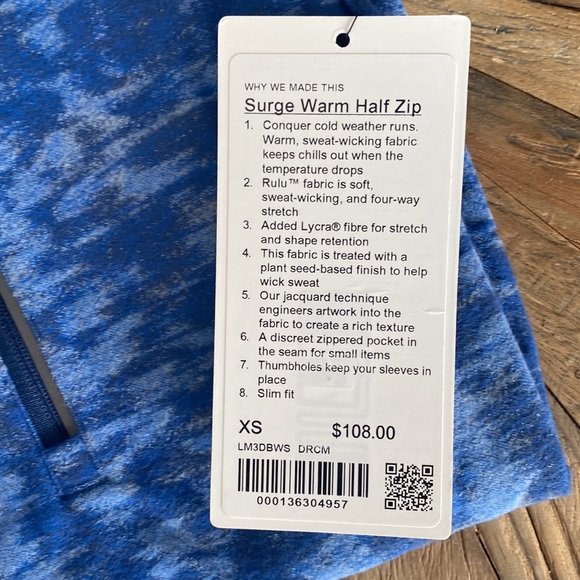 WHY WE MADE THIS
Surge Warm Half Zip
1. Conquer cold weather runs.
Warm, sweat-wicking fabric
keeps chills out when the
temperature drops
2. Rulu™ fabric is soft,
sweat-wicking, and four-way
stretch
3. Added Lycra® fibre for stretch
and shape retention
4. This fabric is treated with a
plant seed-based finish to help
wick sweat
5. Our jacquard technique
engineers artwork into the
fabric to create a rich texture
6. A discreet zippered pocket in
the seam for small items
7. Thumbholes keep your sleeves in
place
8. Slim fit
XS $108.00
LM3DBWS DRCM
000136304957